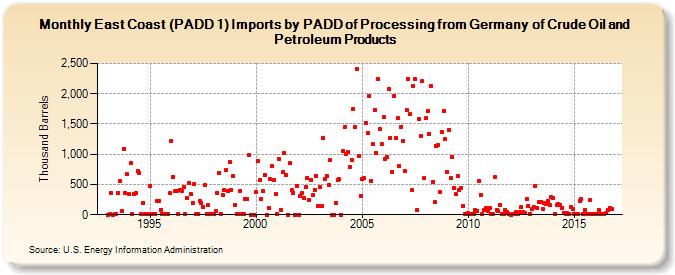 Monthly East Coast (PADD 1) Imports by PADD of Processing from Germany of Crude Oil and
Petroleum Products
Thousand Barrels
2,500
2,000
1,500
1,000
500
0
1995
2000
2005
2010
2015
Source: U.S. Energy Information Administration